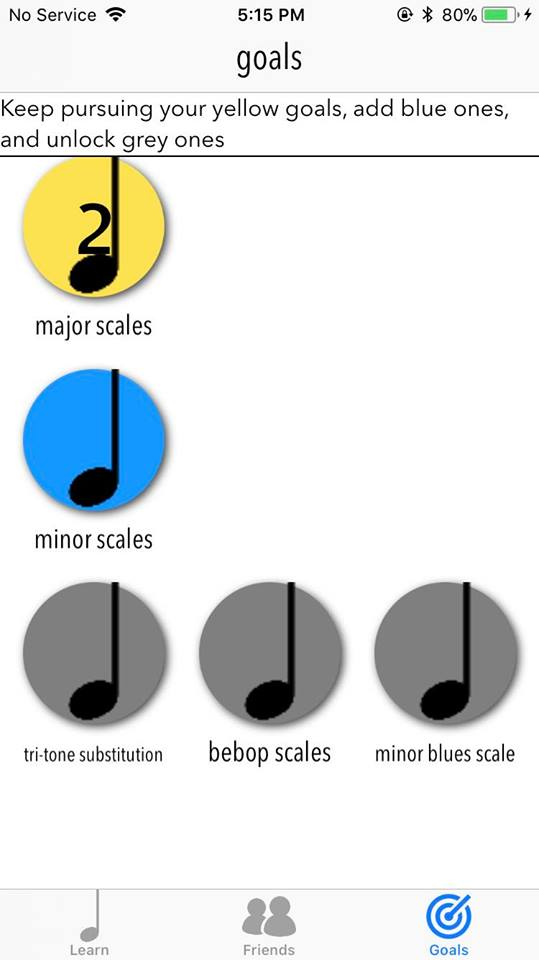 No Service 5:15 PM 80%
goals
Keep pursuing your yellow goals, add blue ones,
and unlock grey ones
2
major scales
minor scales
tri-tone substitution bebop scales minor blues scale
Learn Friends Goals